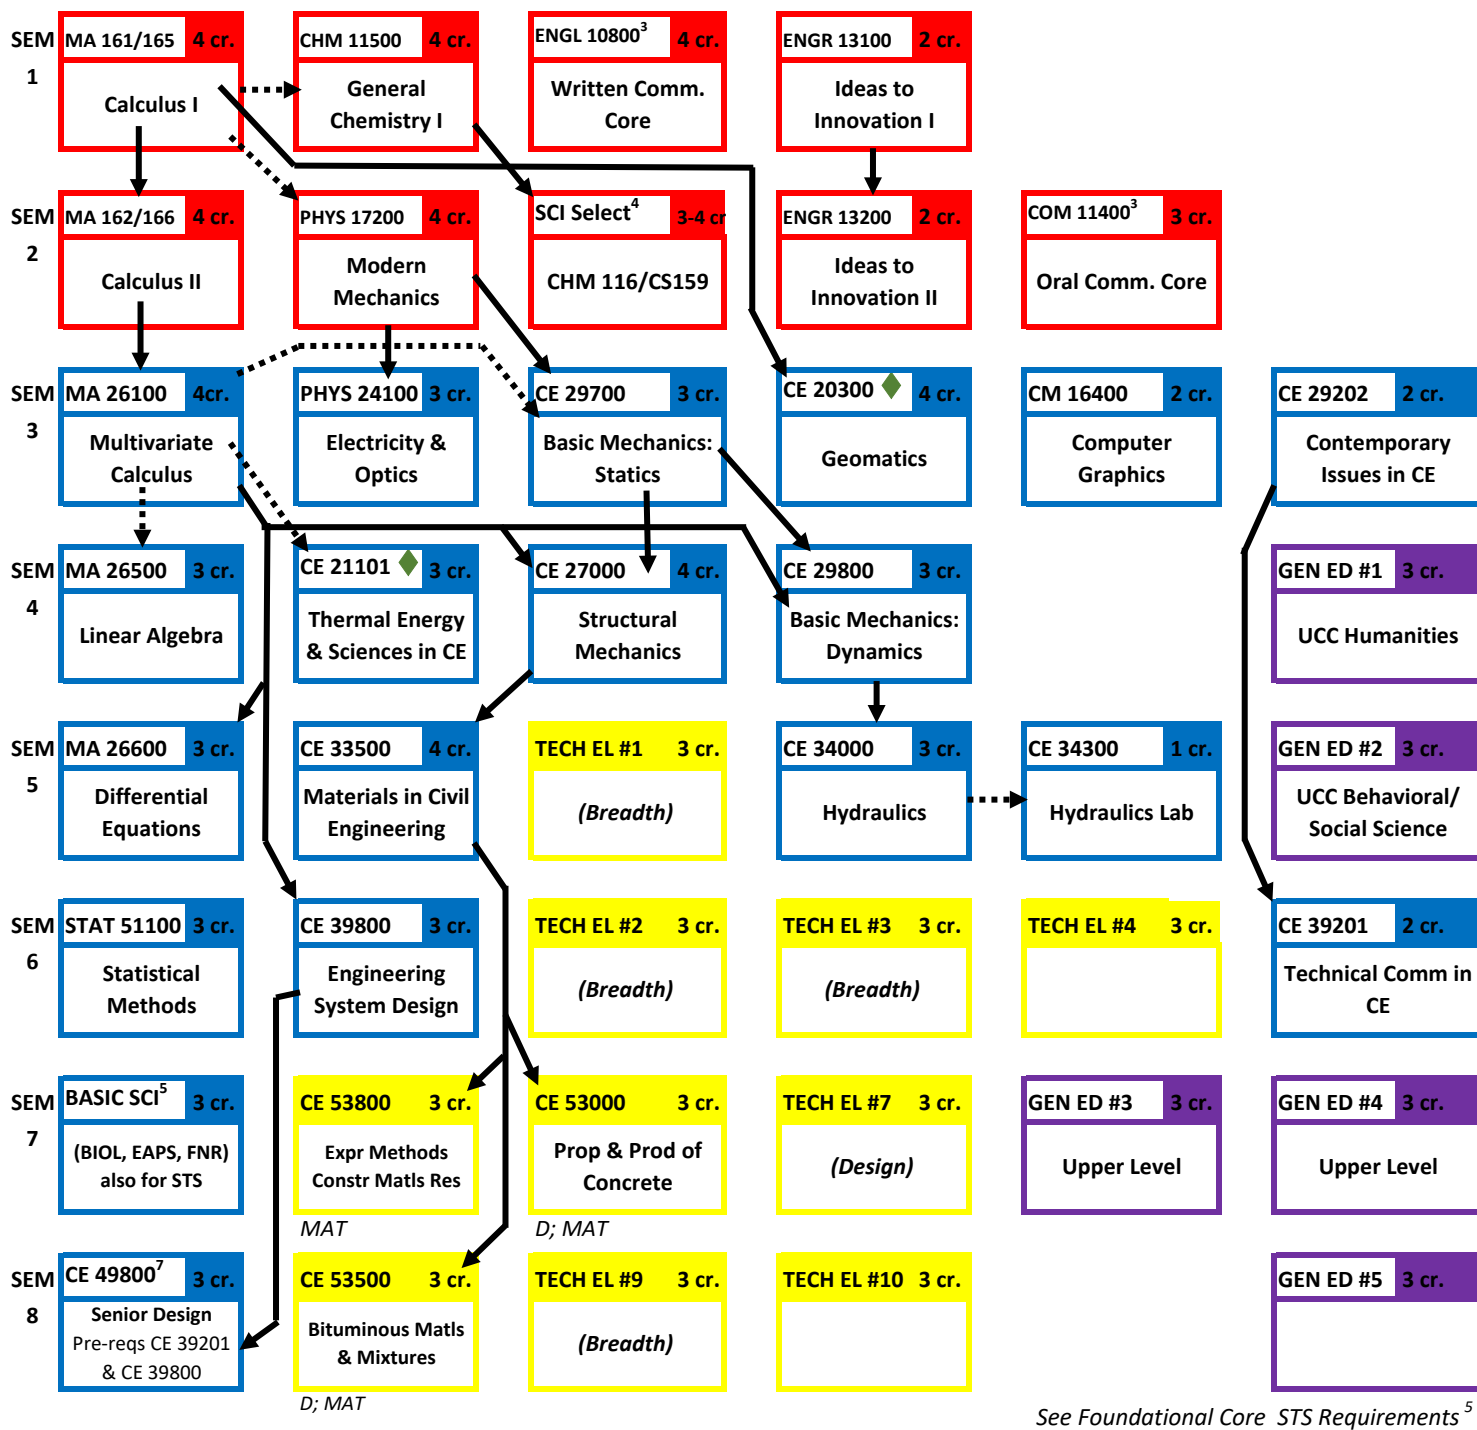 SEM 1
MA 161/165 4 cr.
Calculus I
CHM 11500 4 cr.
General
Chemistry I
ENGL 10800³ 4 cr.
Written Comm.
Core
ENGR 13100 2 cr.
Ideas to
Innovation I
SEM 2
MA 162/166 4 cr.
Calculus II
PHYS 17200 4 cr.
Modern
Mechanics
SCI Select⁴ 3-4 cr
CHM 116/CS159
ENGR 13200 2 cr.
Ideas to
Innovation II
COM 11400³ 3 cr.
Oral Comm. Core
SEM 3
MA 26100 4cr.
Multivariate
Calculus
PHYS 24100 3 cr.
Electricity &
Optics
CE 29700 3 cr.
Basic Mechanics:
Statics
CE 20300 4 cr.
Geomatics
CM 16400 2 cr.
Computer
Graphics
CE 29202 2 cr.
Contemporary
Issues in CE
SEM 4
MA 26500 3 cr.
Linear Algebra
CE 21101 3 cr.
Thermal Energy
& Sciences in CE
CE 27000 4 cr.
Structural
Mechanics
CE 29800 3 cr.
Basic Mechanics:
Dynamics
GEN ED #1 3 cr.
UCC Humanities
SEM 5
MA 26600 3 cr.
Differential
Equations
CE 33500 4 cr.
Materials in Civil
Engineering
TECH EL #1 3 cr.
(Breadth)
CE 34000 3 cr.
Hydraulics
CE 34300 1 cr.
Hydraulics Lab
GEN ED #2 3 cr.
UCC Behavioral/
Social Science
SEM 6
STAT 51100 3 cr.
Statistical
Methods
CE 39800 3 cr.
Engineering
System Design
TECH EL #2 3 cr.
(Breadth)
TECH EL #3 3 cr.
(Breadth)
TECH EL #4 3 cr.
CE 39201 2 cr.
Technical Comm in
CE
SEM 7
BASIC SCI⁵ 3 cr.
(BIOL, EAPS, FNR)
also for STS
CE 53800 3 cr.
Expr Methods
Constr Matls Res
MAT
CE 53000 3 cr.
Prop & Prod of
Concrete
D; MAT
TECH EL #7 3 cr.
(Design)
GEN ED #3 3 cr.
Upper Level
GEN ED #4 3 cr.
Upper Level
SEM 8
CE 49800⁷ 3 cr.
Senior Design
Pre-reqs CE 39201
& CE 39800
CE 53500 3 cr.
Bituminous Matls
& Mixtures
D; MAT
TECH EL #9 3 cr.
(Breadth)
TECH EL #10 3 cr.
GEN ED #5 3 cr.
See Foundational Core STS Requirements ⁵